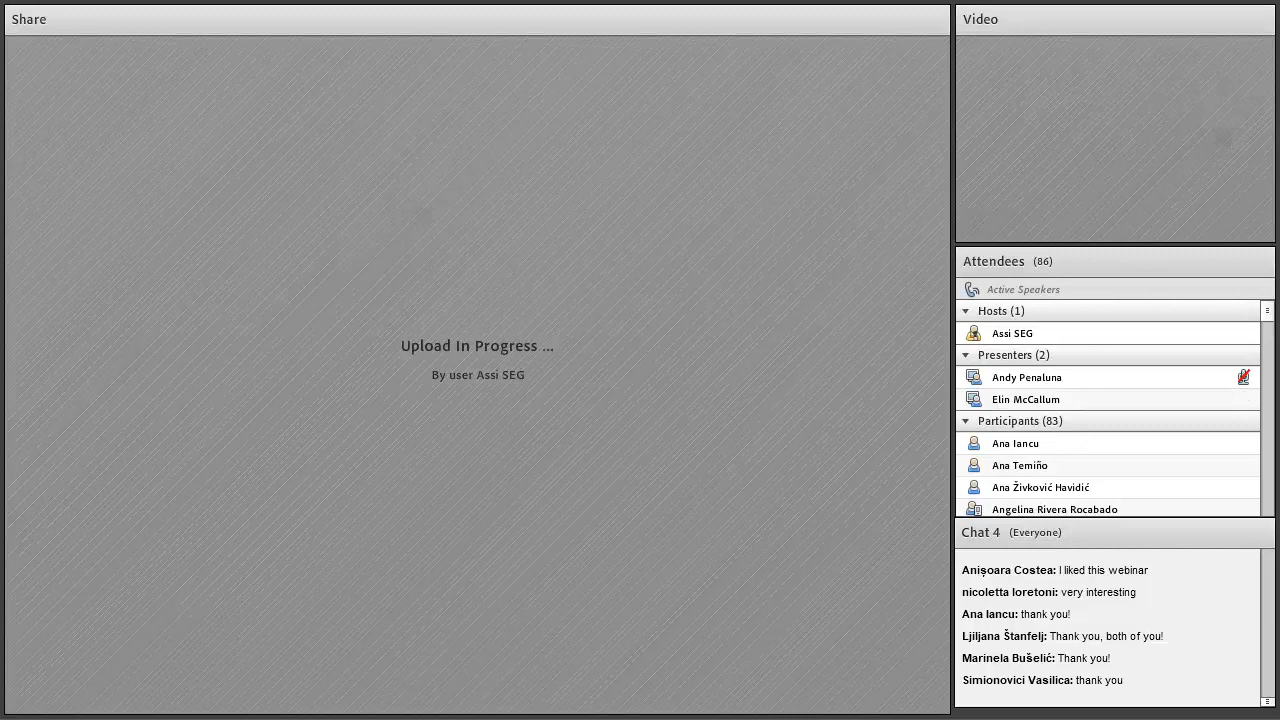 Share
Upload In Progress ...
By user Assi SEG
Video
Attendees (86)
Active Speakers
Hosts (1)
Assi SEG
Presenters (2)
Andy Penaluna
Elin McCallum
Participants (83)
Ana Iancu
Ana Temiño
Ana Živković Havidić
Angelina Rivera Rocabado
Chat 4 (Everyone)
Anișoara Costea: I liked this webinar
nicoletta loretoni: very interesting
Ana Iancu: thank you!
Ljiljana Štanfelj: Thank you, both of you!
Marinela Bušelić: Thank you!
Simionovici Vasilica: thank you